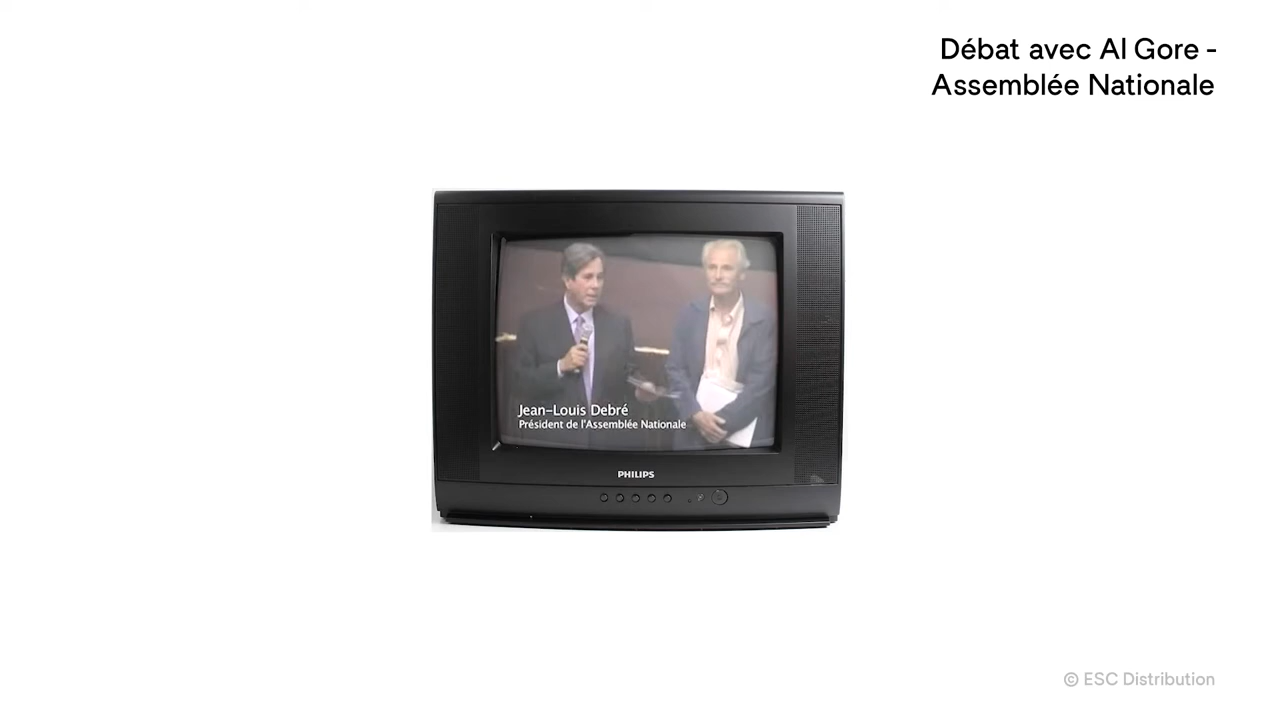 Débat avec Al Gore -
Assemblée Nationale
Jean-Louis Debré
Président de l'Assemblée Nationale
PHILIPS
© ESC Distribution